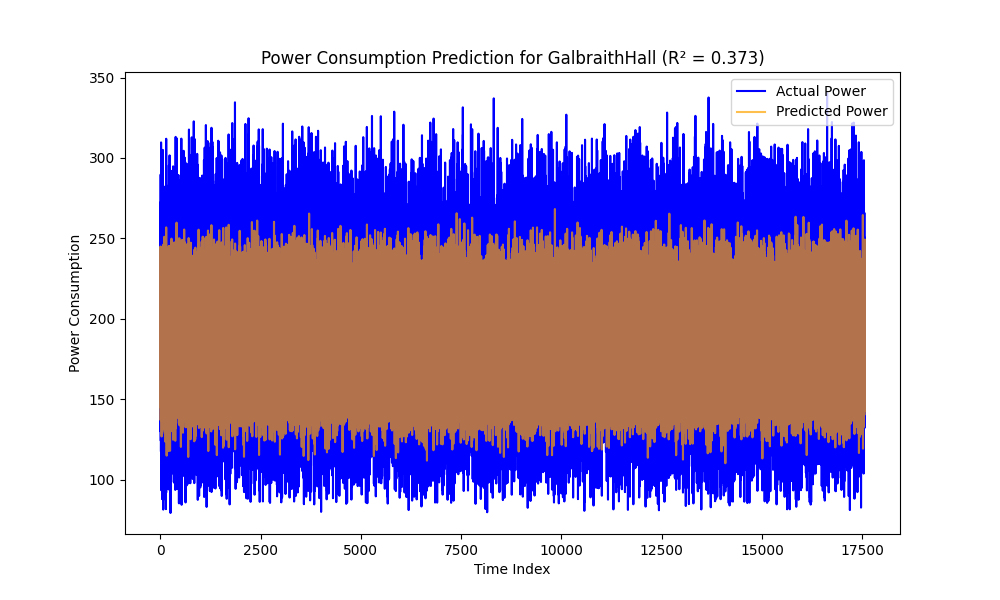 Power Consumption Prediction for GalbraithHall (R² = 0.373)
Actual Power
Predicted Power
350
300
250
200
150
100
Power Consumption
0
2500
5000
7500
10000
12500
15000
17500
Time Index